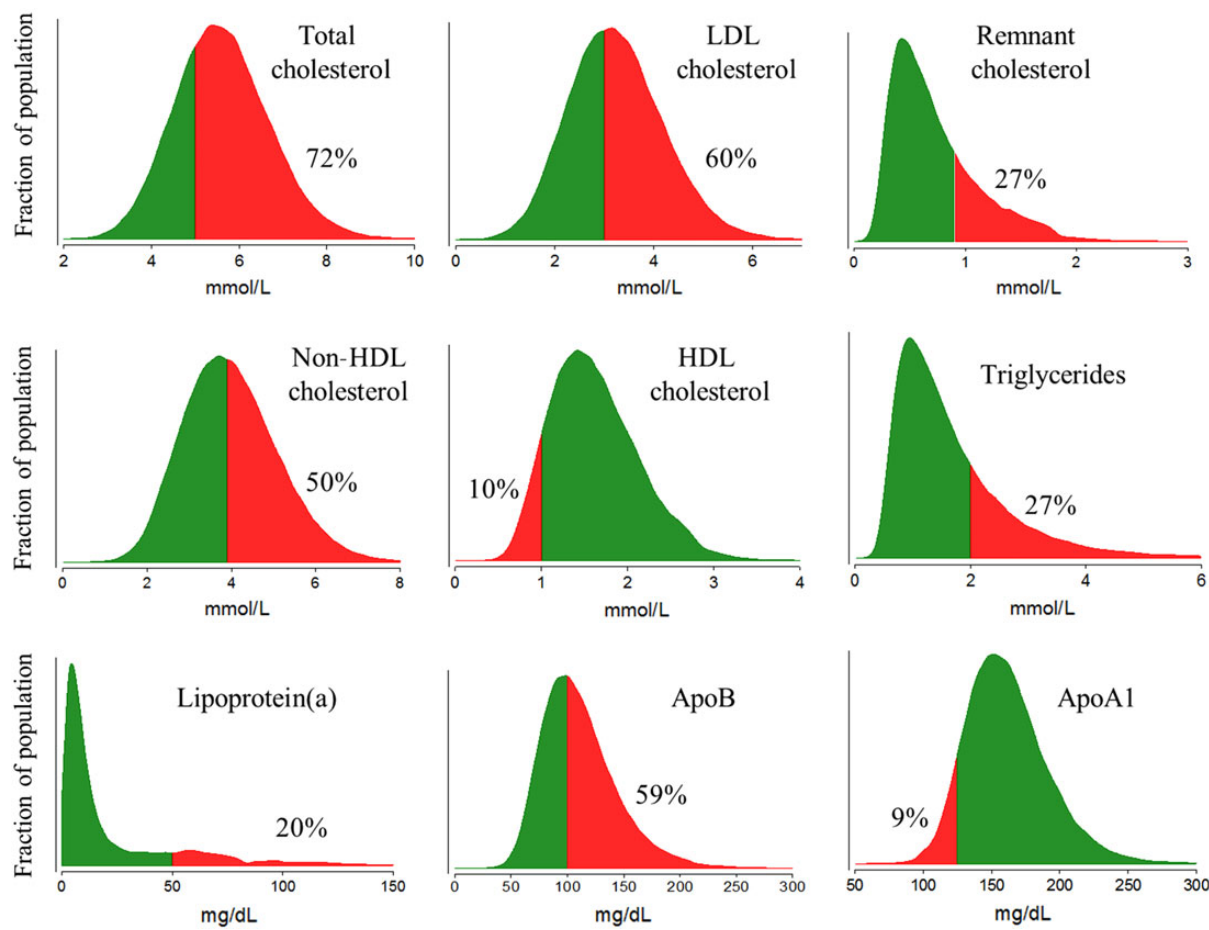 Fraction of population
Total
cholesterol
72%
2 4 6 8 10
mmol/L
LDL
cholesterol
60%
0 2 4 6
mmol/L
Remnant
cholesterol
27%
0 1 2 3
mmol/L
Fraction of population
Non-HDL
cholesterol
50%
0 2 4 6 8
mmol/L
HDL
cholesterol
10%
0 1 2 3 4
mmol/L
Triglycerides
27%
0 2 4 6
mmol/L
Fraction of population
Lipoprotein(a)
20%
0 50 100 150
mg/dL
ApoB
59%
0 50 100 150 200 250 300
mg/dL
ApoA1
9%
50 100 150 200 250 300
mg/dL